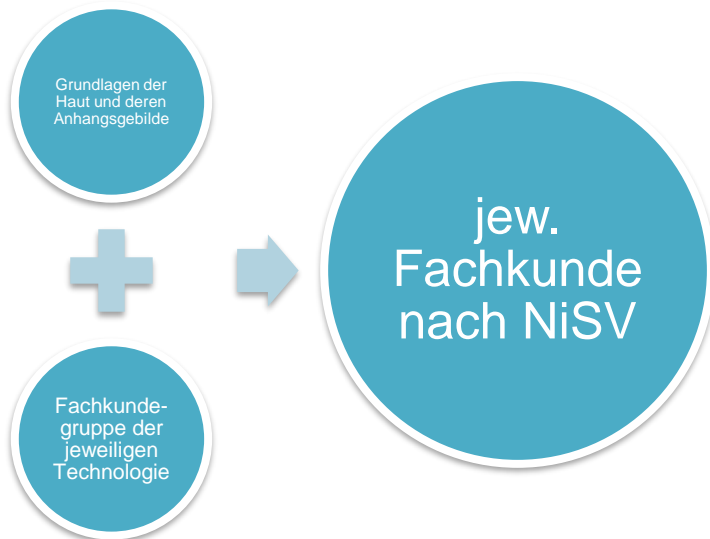 Grundlagen der
Haut und deren
Anhangsgebilde
Fachkunde-
gruppe der
jeweiligen
Technologie
jew.
Fachkunde
nach NiSV